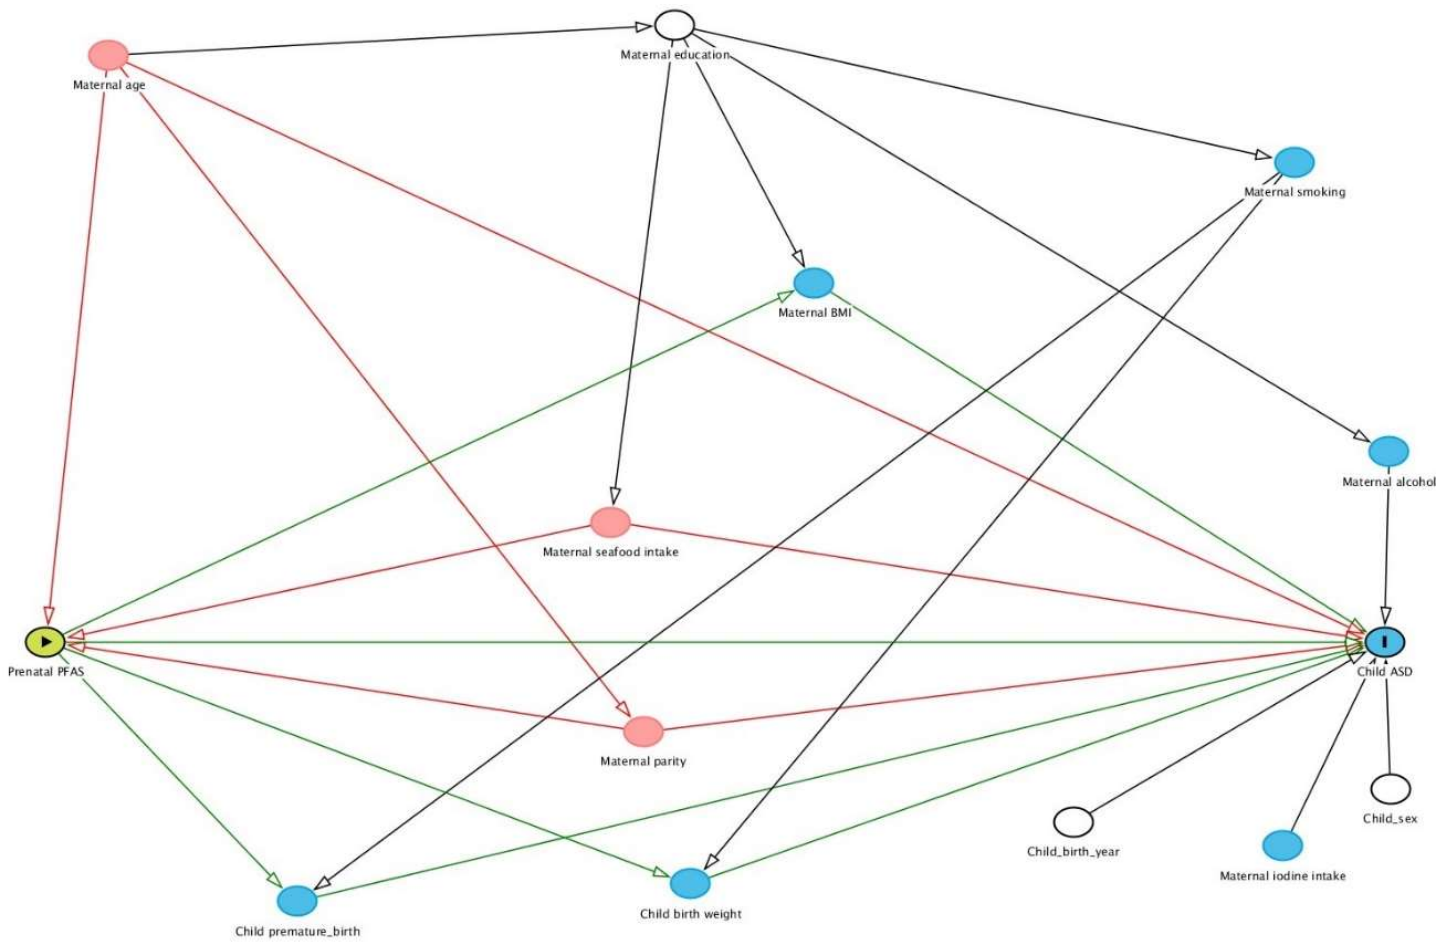 Maternal education
Maternal age
Maternal smoking
Maternal BMI
Maternal alcohol
Maternal seafood intake
Prenatal PFAS
Child ASD
Maternal parity
Child_sex
Child_birth_year
Maternal iodine intake
Child birth weight
Child premature_birth